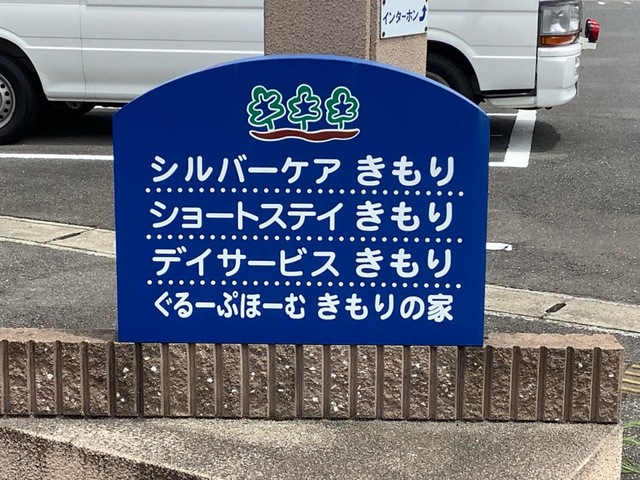 インターホン
シルバーケア きもり
ショートステイ きもり
デイサービス きもり
ぐるーぷほーむ きもりの家